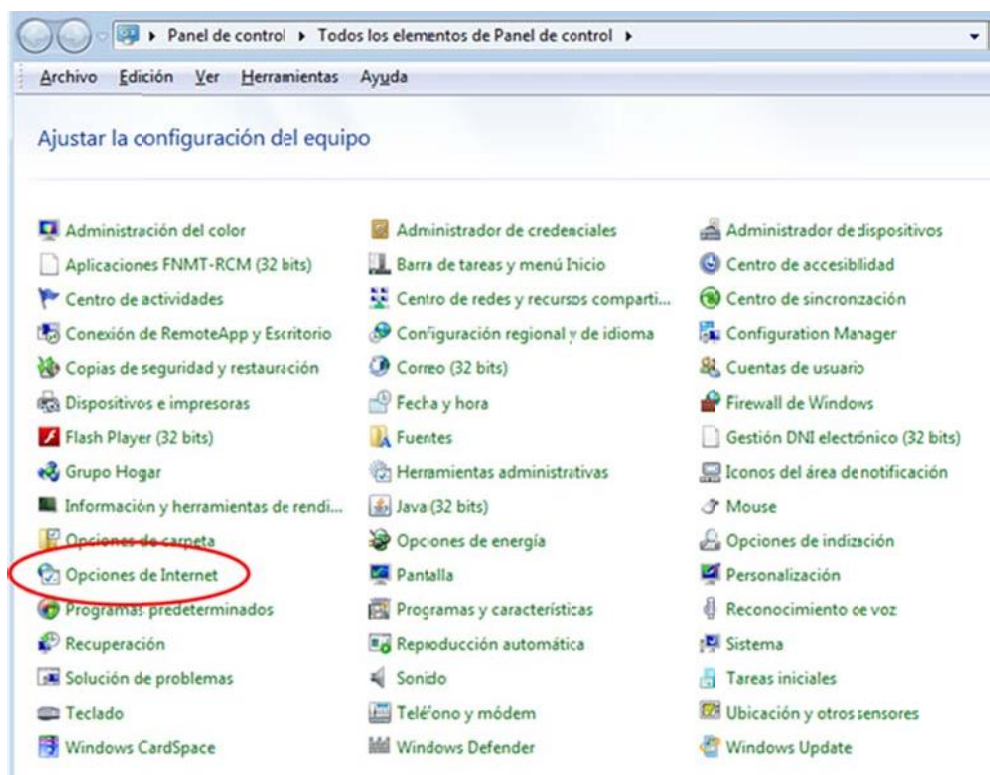 Panel de control ▸ Todos los elementos de Panel de control ▸
Archivo Edición Ver Herramientas Ayuda
Ajustar la configuración del equipo
Administración del color Administrador de credenciales Administrador de dispositivos
Aplicaciones FNMT-RCM (32 bits) Barra de tareas y menú Inicio Centro de accesiblidad
Centro de actividades Centro de redes y recursos comparti... Centro de sincronzación
Conexión de RemoteApp y Escritorio Configuración regional y de idioma Configuration Manager
Copias de seguridad y restauración Correo (32 bits) Cuentas de usuario
Dispositivos e impresoras Fecha y hora Firewall de Windows
Flash Player (32 bits) Fuentes Gestión DNI electrónico (32 bits)
Grupo Hogar Herramientas administrativas Iconos del área de notificación
Información y herramientas de rendi... Java (32 bits) Mouse
Opciones de carpeta Opciones de energía Opciones de indización
Opciones de Internet Pantalla Personalización
Programas predeterminados Programas y características Reconocimiento de voz
Recuperación Reproducción automática Sistema
Solución de problemas Sonido Tareas iniciales
Teclado Teléfono y módem Ubicación y otros sensores
Windows CardSpace Windows Defender Windows Update